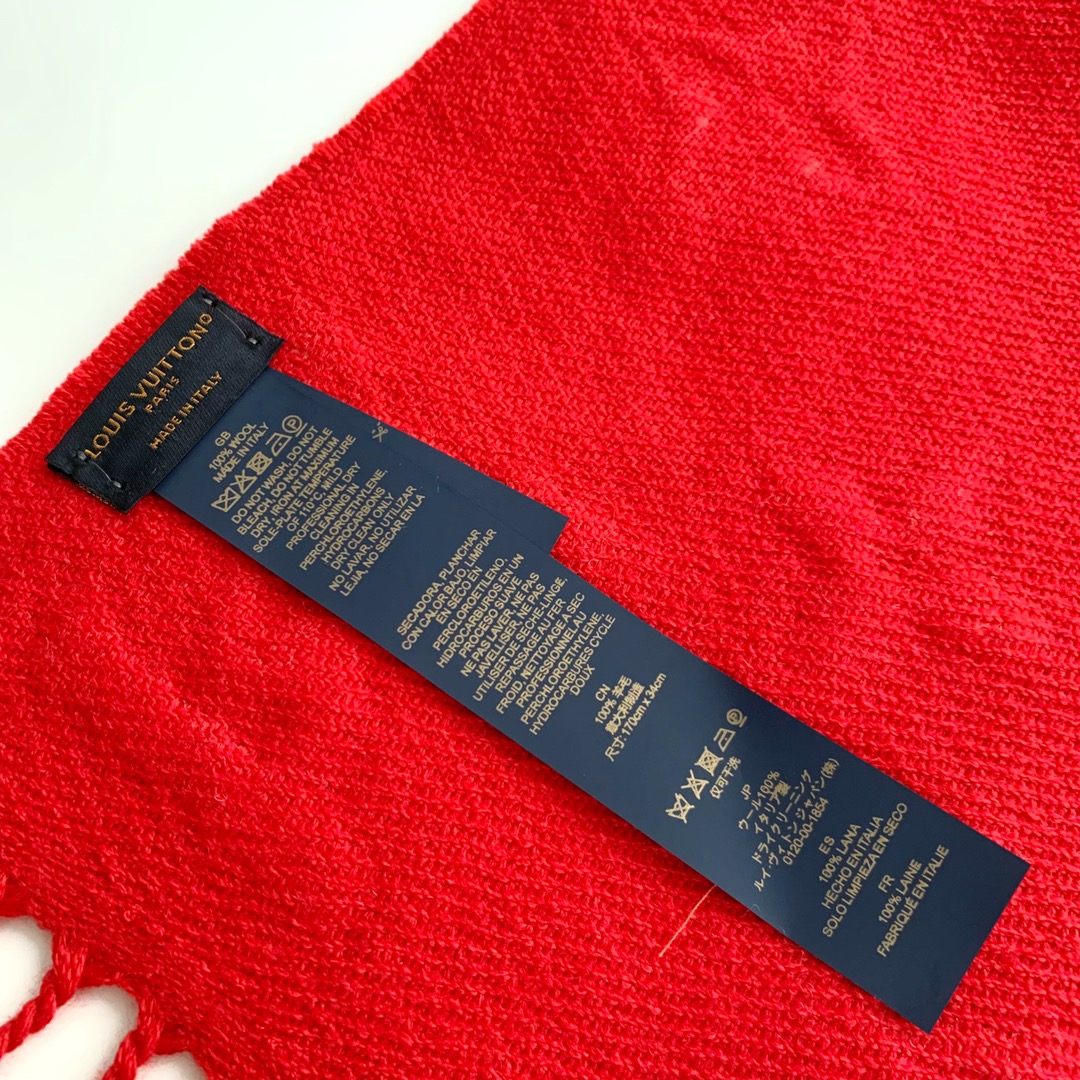 LOUIS VUITTON
PARIS
MADE IN ITALY
GB
100% WOOL
MADE IN ITALY
DO NOT WASH, DO NOT
BLEACH, DO NOT TUMBLE
DRY, IRON AT MAXIMUM
SOLE-PLATE TEMPERATURE
OF 110℃ WILD
PROFESSIONAL DRY
CLEANING IN
PERCHLOROETHYLENE,
HYDROCARBONS
DRY CLEAN ONLY
NO LAVAR, NO UTILIZAR
LEJIA, NO SECAR EN LA
SECADORA, PLANCHAR
CON CALOR BAJO, LIMPIAR
EN SECO EN
PERCLOROETILENO,
HIDROCARBUROS EN UN
PROCESO SUAVE
NE PAS LAVER, NE PAS
JAVELLISER, NE PAS
UTILISER DE SECHE-LINGE,
REPASSAGE AU FER
FROID, NETTOYAGE A SEC
PROFESSIONNEL AU
PERCHLOROETHYLENE,
HYDROCARBURES CYCLE
DOUX
CN
100% 羊毛
意大利制造
尺寸: 170cm x 34cm
P
仅可干洗
JP
ウール100%
イタリア製
ドライクリーニング
ルイ.ヴィトンジャパン(株)
0120-00-1854
ES
100% LANA
HECHO EN ITALIA
SOLO LIMPIEZA EN SECO
FR
100% LAINE
FABRIQUÉ EN ITALIE